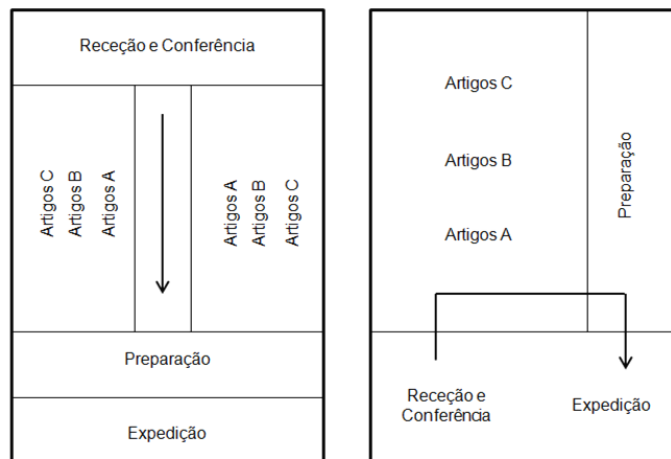 Receção e Conferência
Artigos C
Artigos B
Artigos A
Artigos A
Artigos B
Artigos C
Preparação
Expedição
Artigos C
Artigos B
Artigos A
Preparação
Receção e
Conferência
Expedição